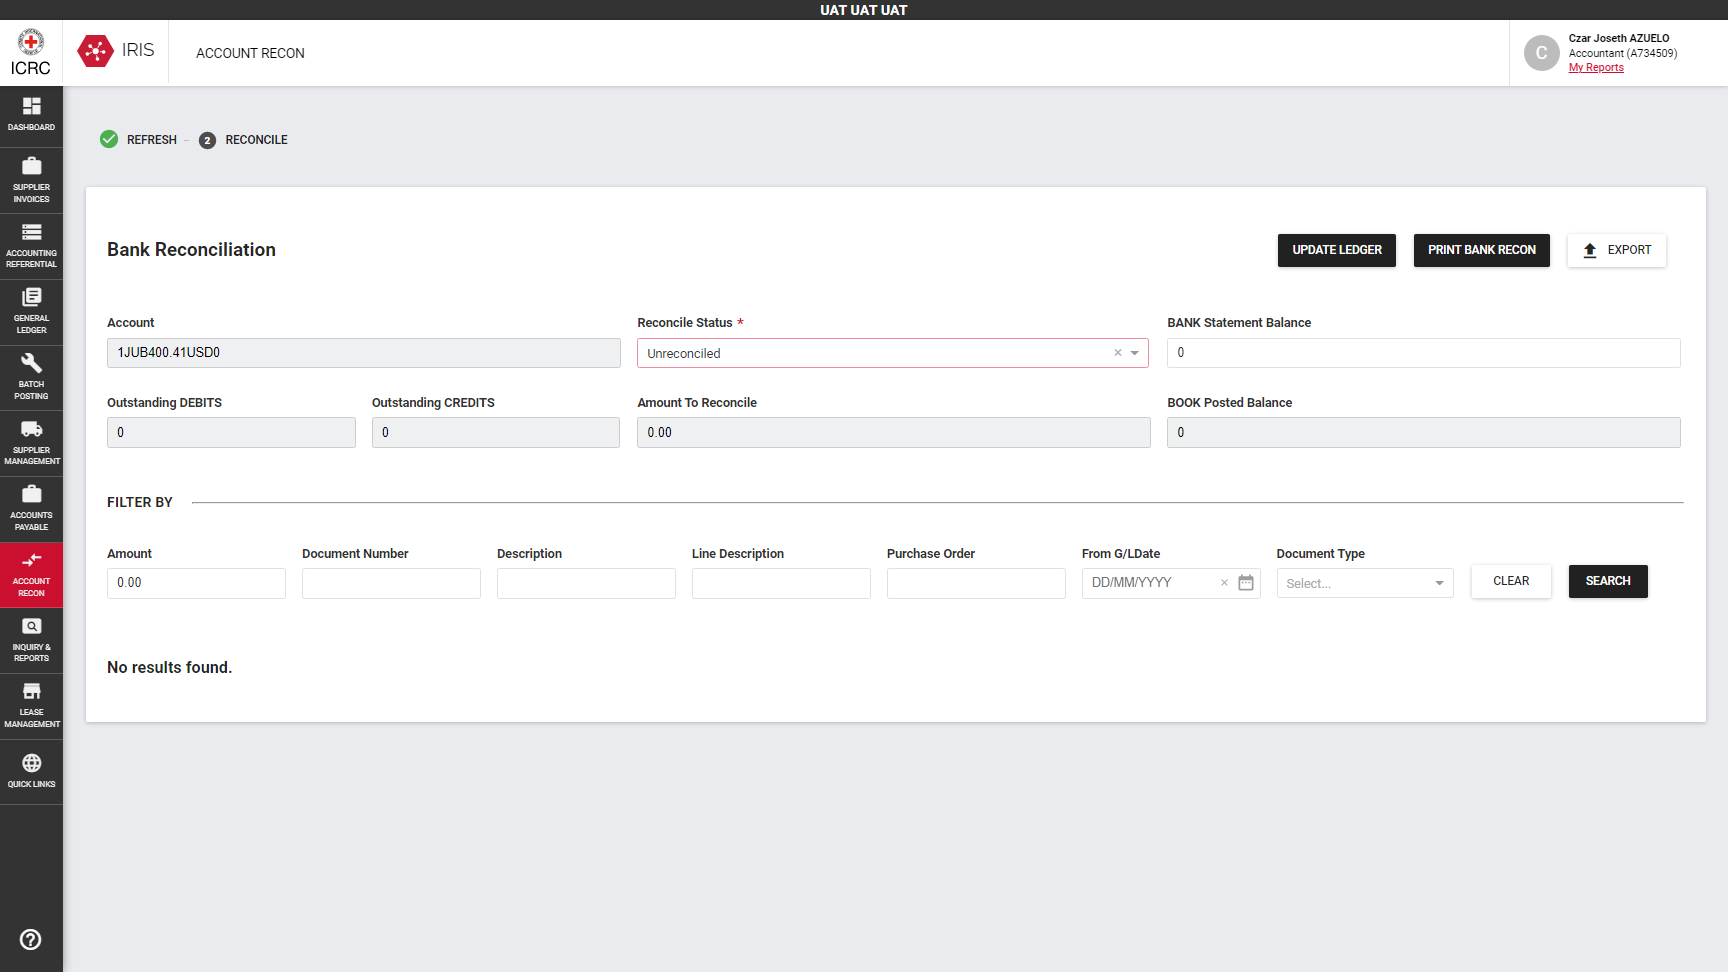 UAT UAT UAT
ICRC
IRIS
ACCOUNT RECON
C
Czar Joseth AZUELO
Accountant (A734509)
My Reports
DASHBOARD
SUPPLIER
INVOICES
ACCOUNTING
REFERENTIAL
GENERAL
LEDGER
BATCH
POSTING
SUPPLIER
MANAGEMENT
ACCOUNTS
PAYABLE
ACCOUNT
RECON
INQUIRY &
REPORTS
LEASE
MANAGEMENT
QUICK LINKS
REFRESH – 2 RECONCILE
Bank Reconciliation
UPDATE LEDGER
PRINT BANK RECON
EXPORT
Account
1JUB400.41USD0
Reconcile Status *
Unreconciled ×
BANK Statement Balance
0
Outstanding DEBITS
0
Outstanding CREDITS
0
Amount To Reconcile
0.00
BOOK Posted Balance
0
FILTER BY
Amount
0.00
Document Number
Description
Line Description
Purchase Order
From G/LDate
DD/MM/YYYY ×
Document Type
Select...
CLEAR
SEARCH
No results found.